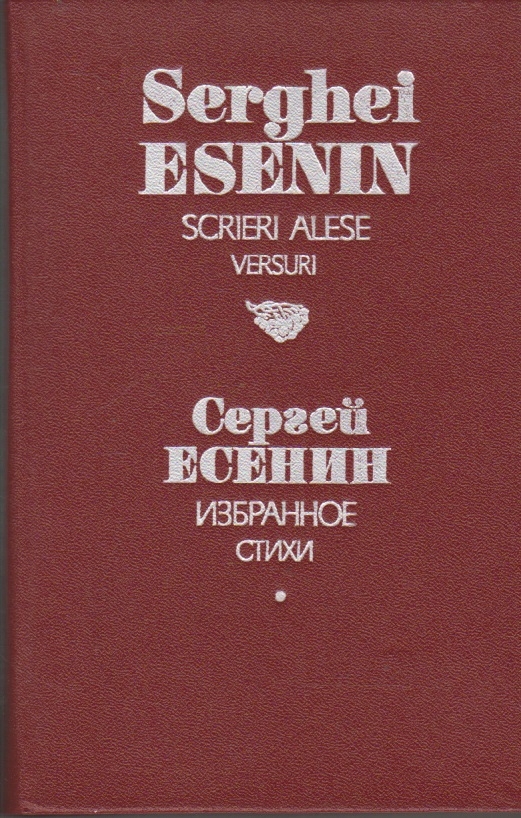 Serghei
ESENIN
SCRIERI ALESE
VERSURI
Сергей
ЕСЕНИН
ИЗБРАННОЕ
СТИХИ